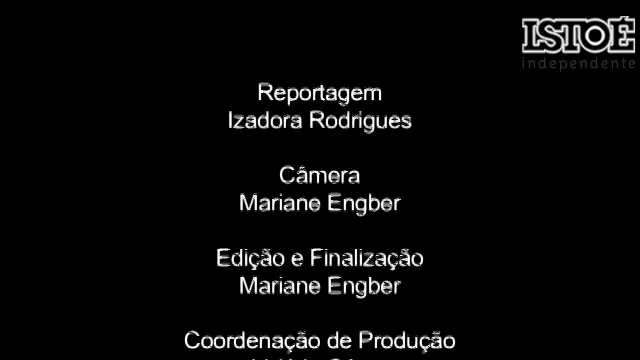 ISTOÉ
independente
Reportagem
Izadora Rodrigues
Câmera
Mariane Engber
Edição e Finalização
Mariane Engber
Coordenação de Produção